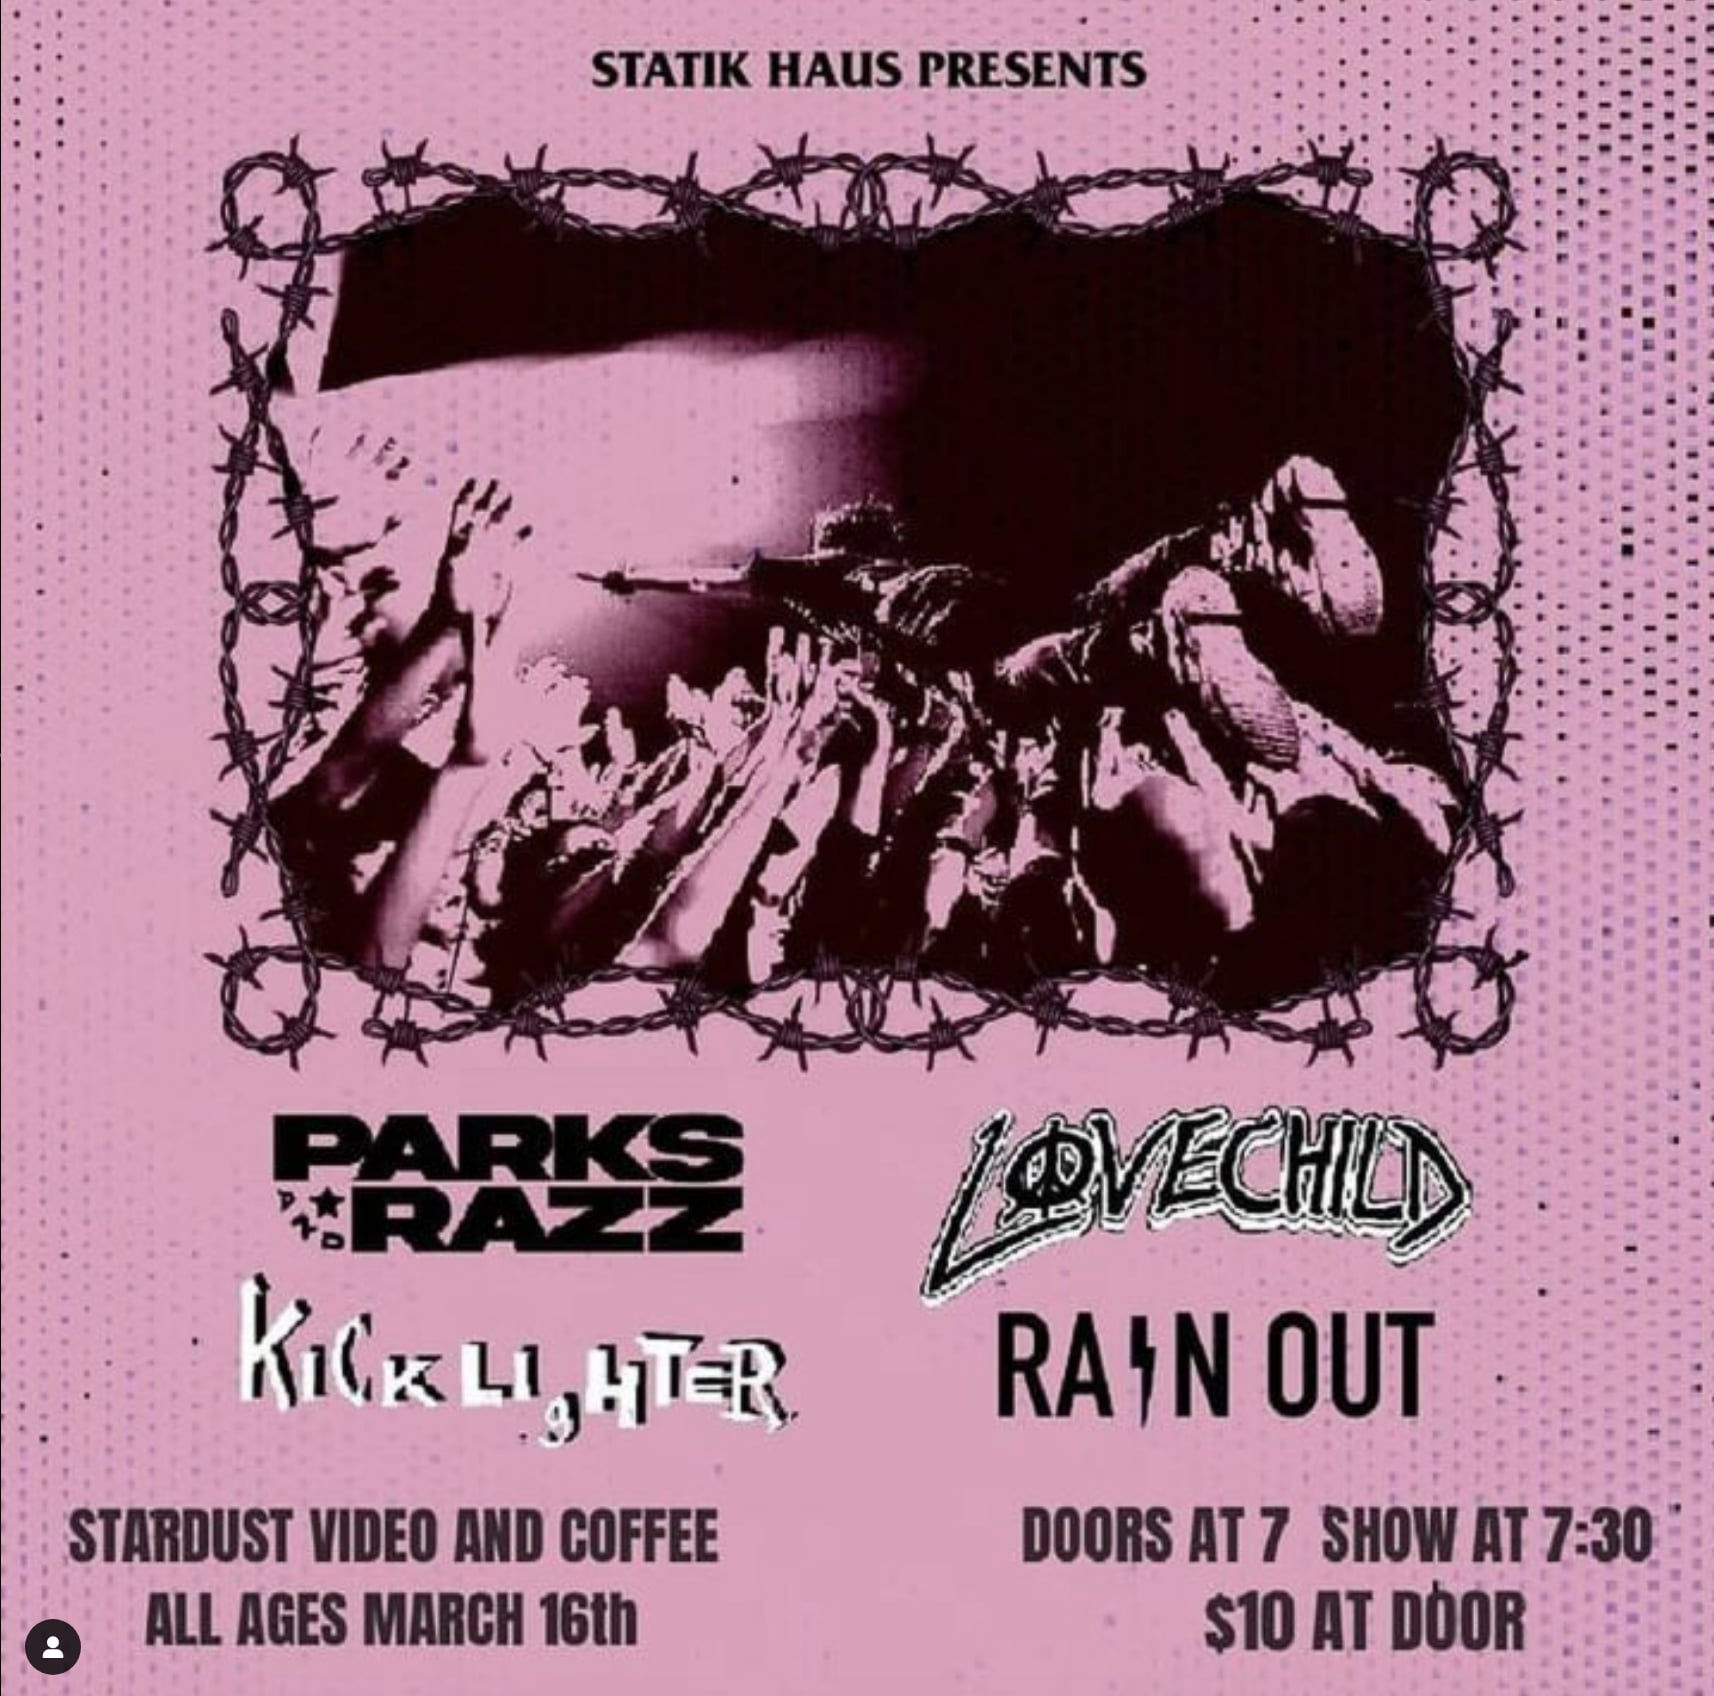 STATIK HAUS PRESENTS
PARKS
AND RAZZ
LOVECHILD
KICKLIgHTER
RAIN OUT
STARDUST VIDEO AND COFFEE
ALL AGES MARCH 16th
DOORS AT 7 SHOW AT 7:30
$10 AT DOOR